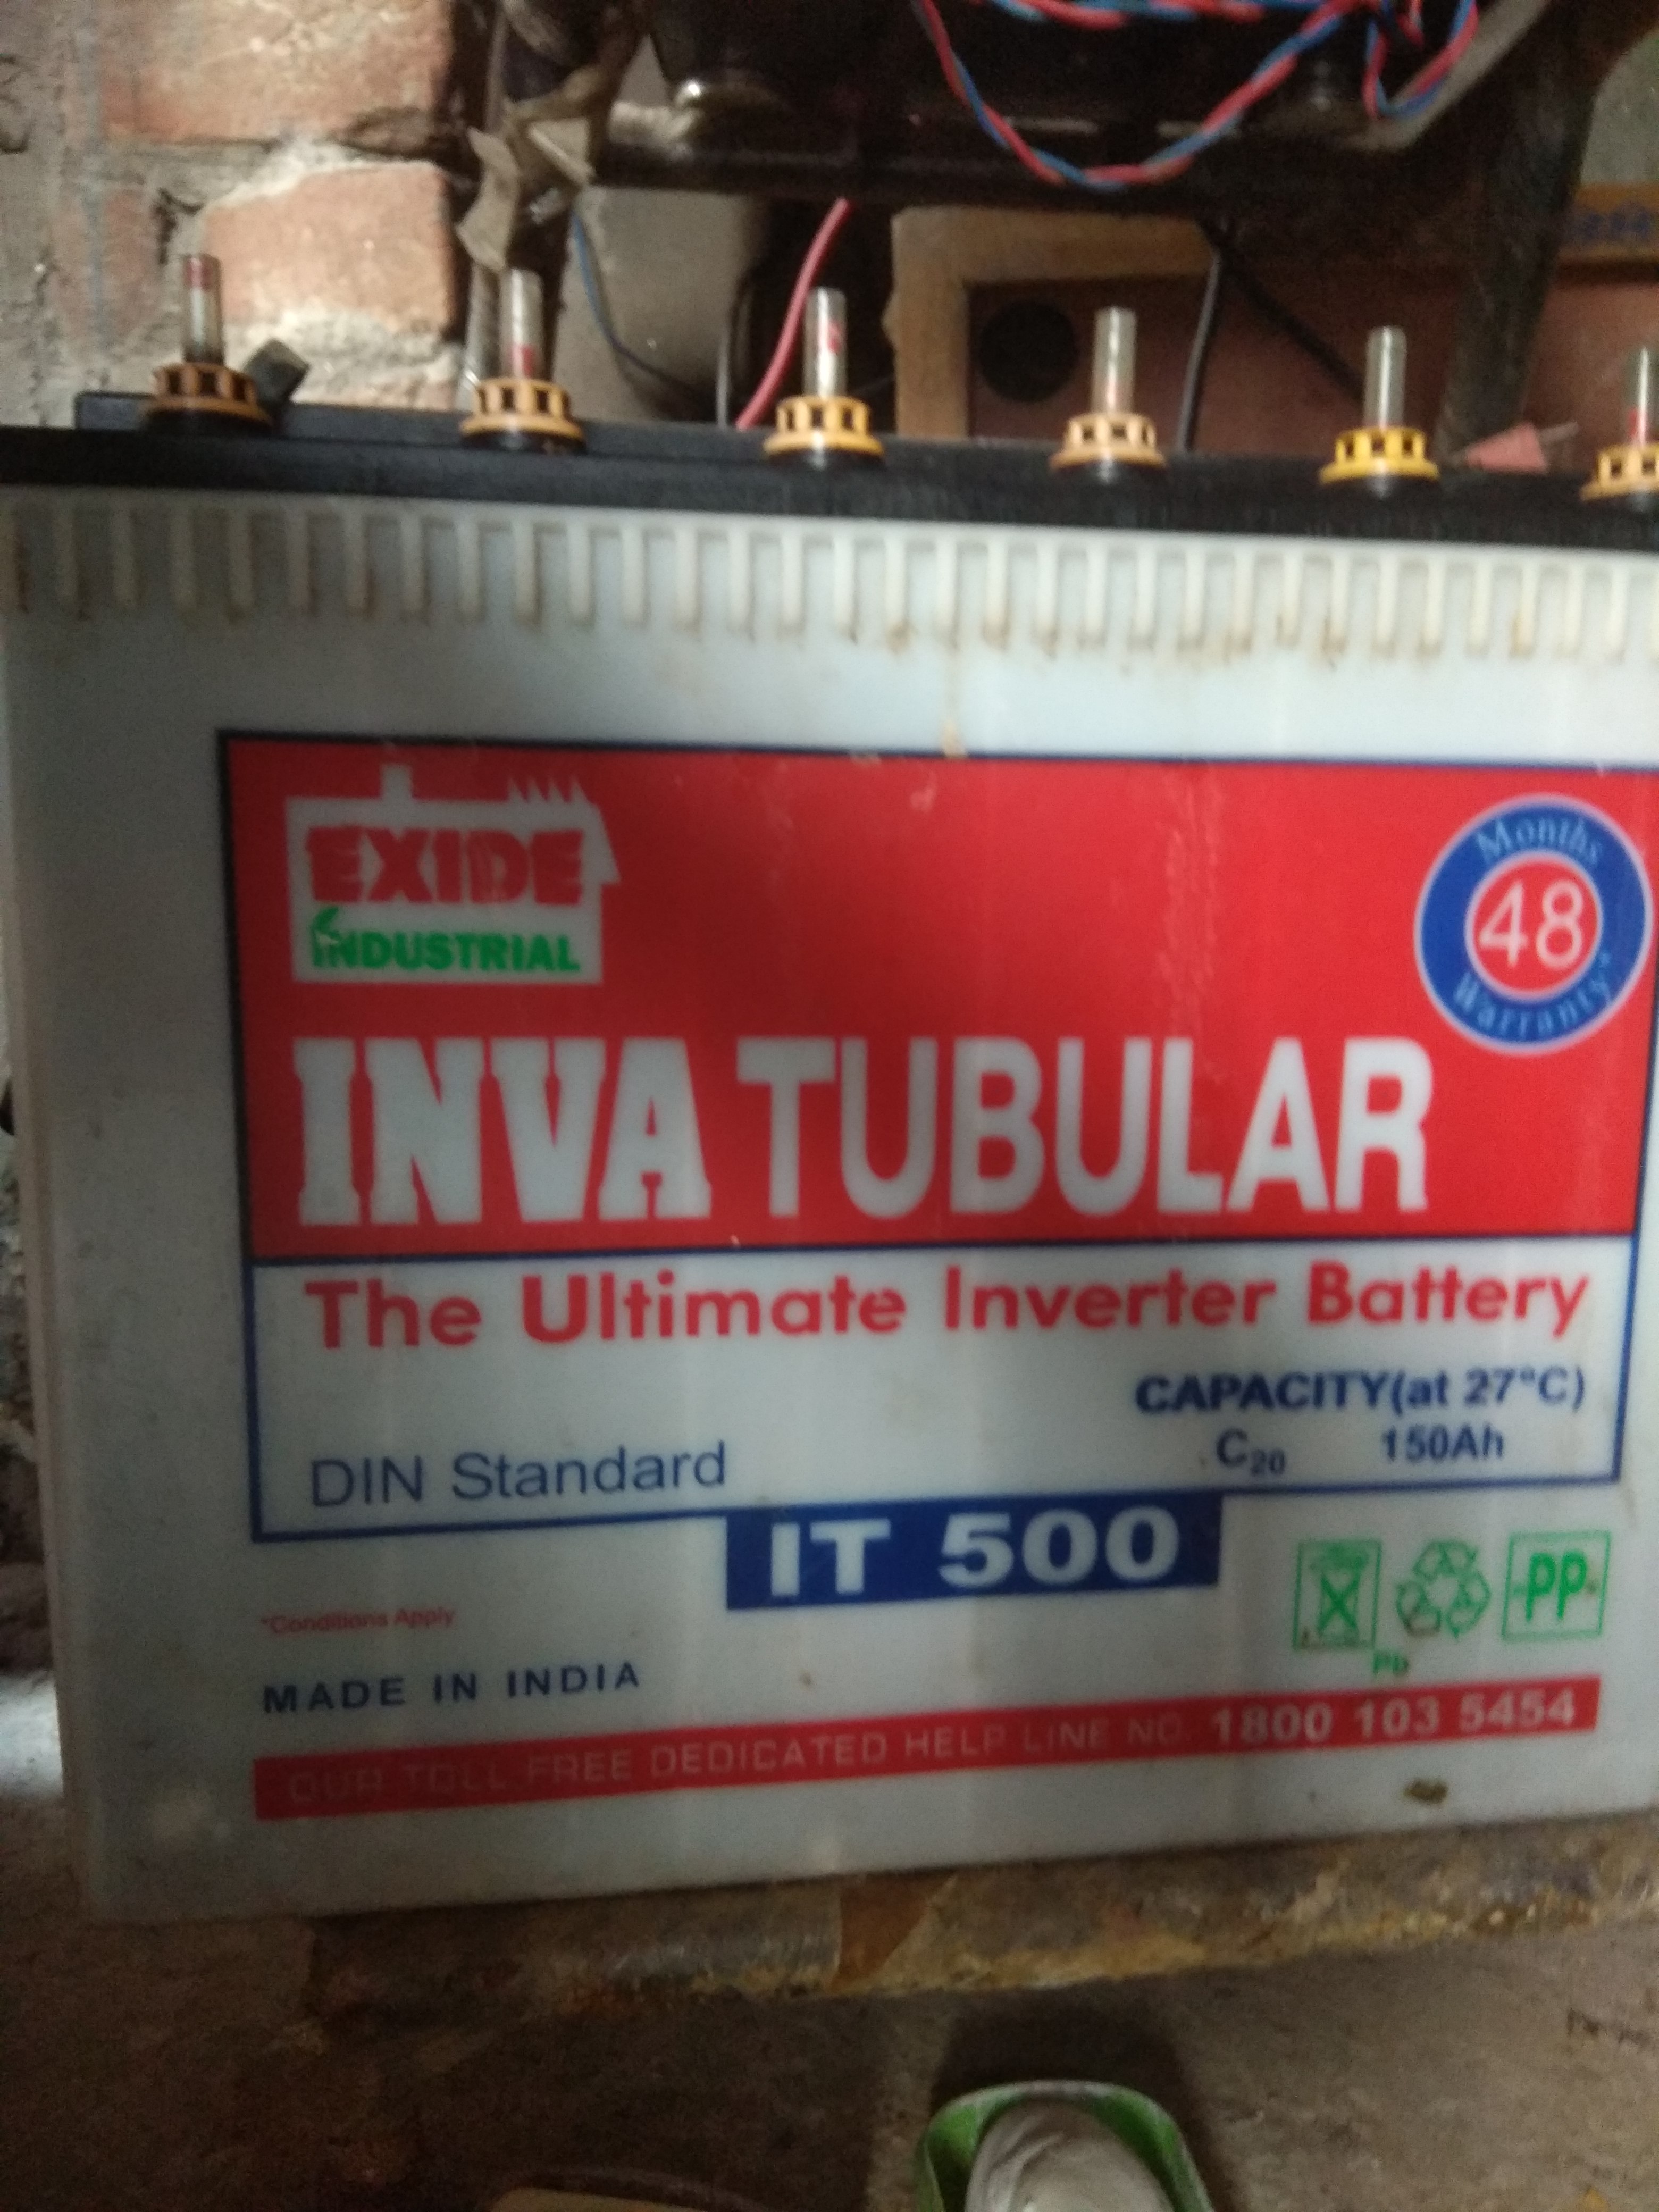 EXIDE
INDUSTRIAL
Months
48
Warranty*
INVA TUBULAR
The Ultimate Inverter Battery
CAPACITY(at 27°C)
DIN Standard
C20 150Ah
IT 500
PP
*Conditions Apply
Pb
MADE IN INDIA
OUR TOLL FREE DEDICATED HELP LINE NO. 1800 103 5454